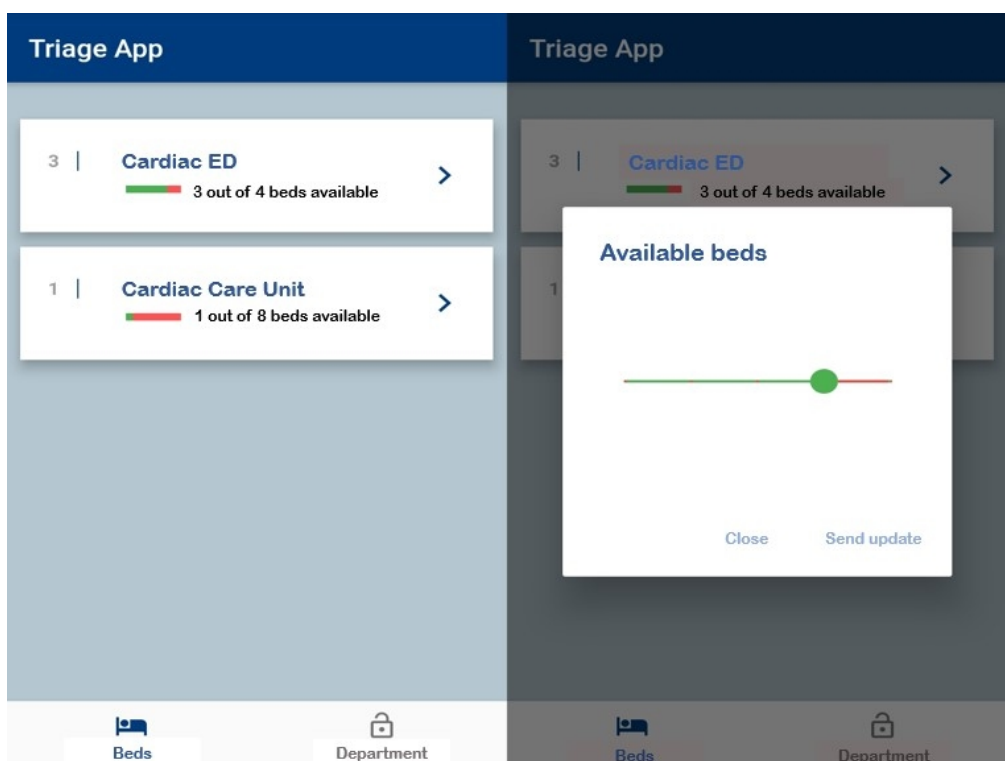 Triage App
3 | Cardiac ED
3 out of 4 beds available
1 | Cardiac Care Unit
1 out of 8 beds available
Beds
Department
Triage App
3 | Cardiac ED
3 out of 4 beds available
1
Available beds
Close
Send update
Beds
Department